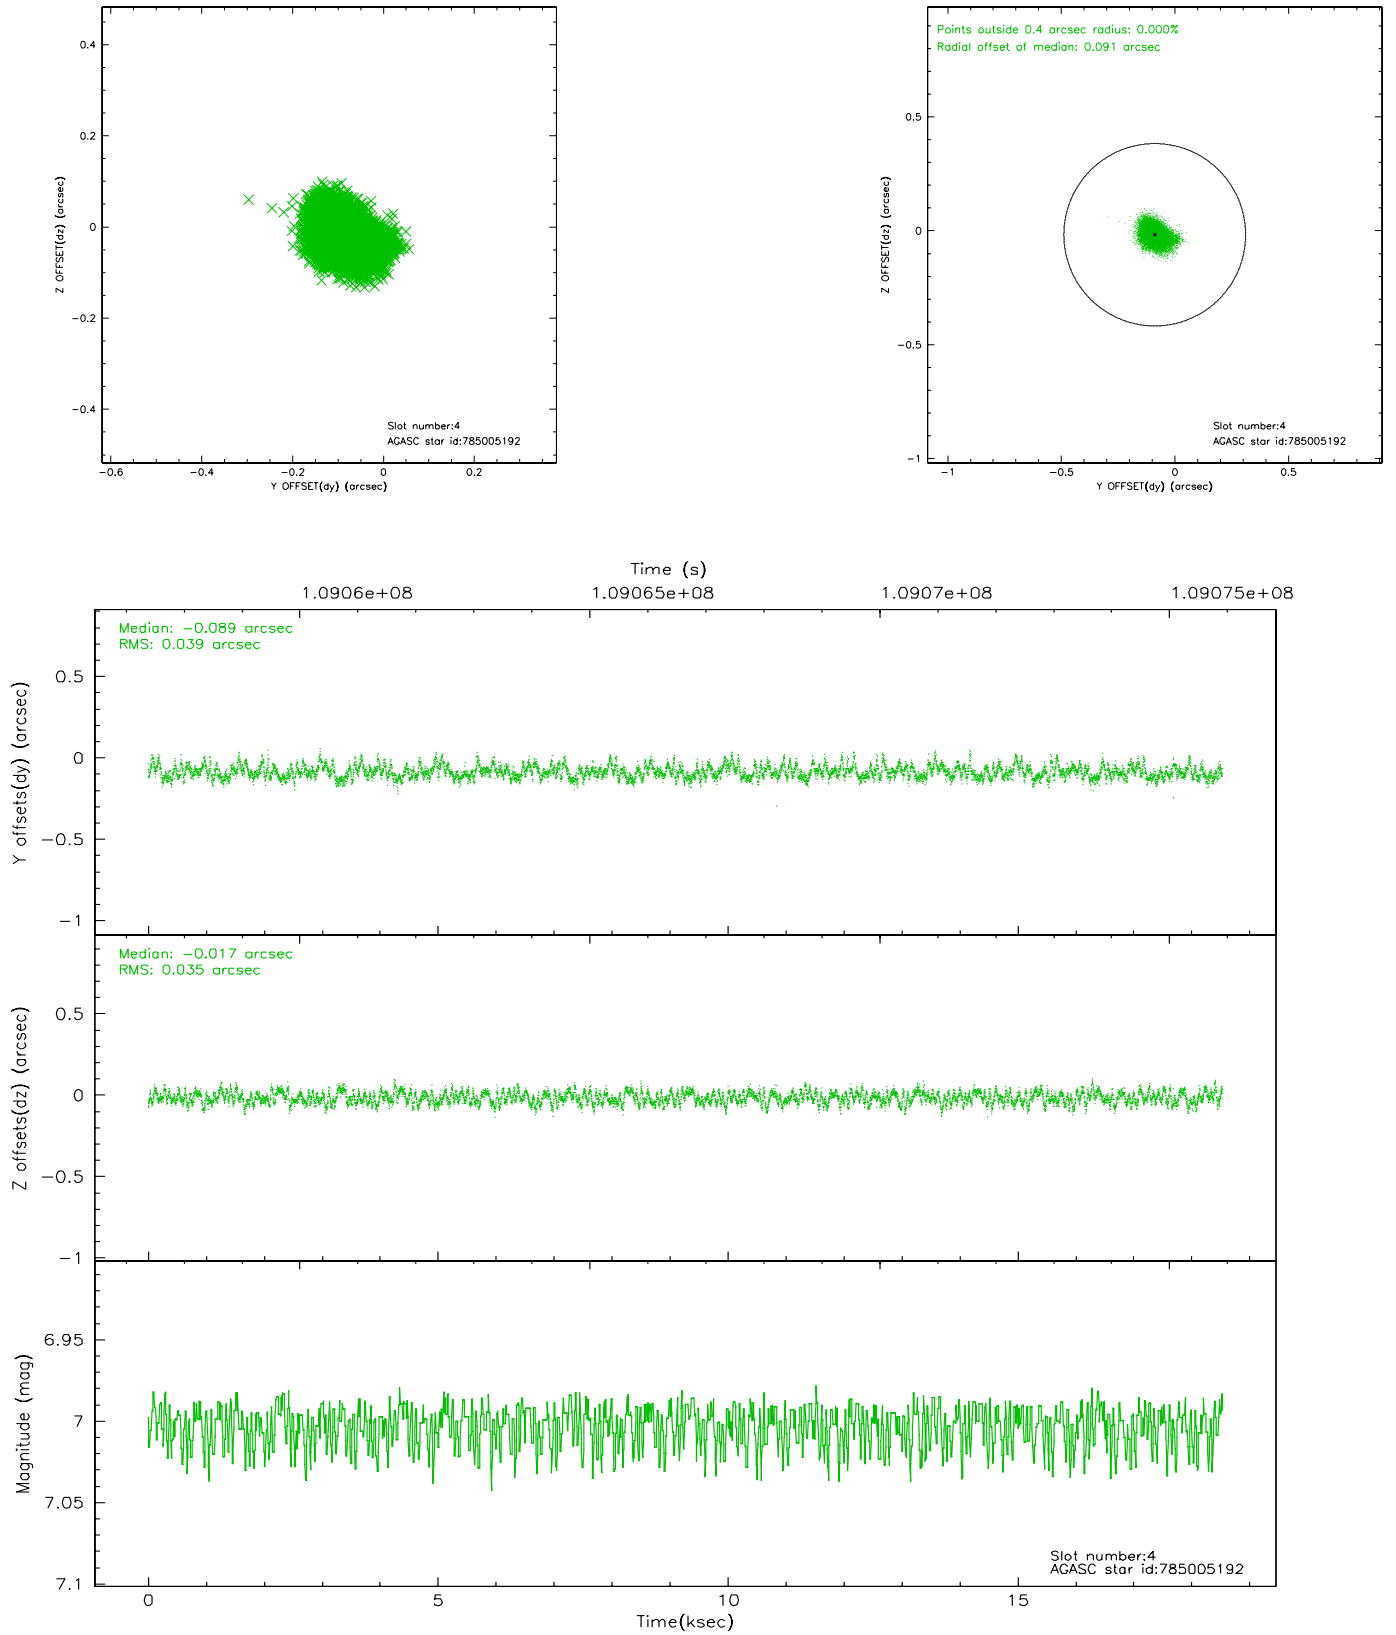 0.4
0.2
0
−0.2
−0.4
Z OFFSET(dz) (arcsec)
Slot number:4
AGASC star id:785005192
−0.6
−0.4
−0.2
0
0.2
Y OFFSET(dy) (arcsec)
Points outside 0.4 arcsec radius: 0.000%
Radial offset of median: 0.091 arcsec
0.5
0
−0.5
−1
Z OFFSET(dz) (arcsec)
Slot number:4
AGASC star id:785005192
−1
−0.5
0
0.5
Y OFFSET(dy) (arcsec)
Time (s)
1.0906e+08
1.09065e+08
1.0907e+08
1.09075e+08
Median: −0.089 arcsec
RMS: 0.039 arcsec
0.5
0
−0.5
−1
Y offsets(dy) (arcsec)
Median: −0.017 arcsec
RMS: 0.035 arcsec
0.5
0
−0.5
−1
Z offsets(dz) (arcsec)
6.95
7
7.05
7.1
Magnitude (mag)
Slot number:4
AGASC star id:785005192
0
5
10
15
Time(ksec)